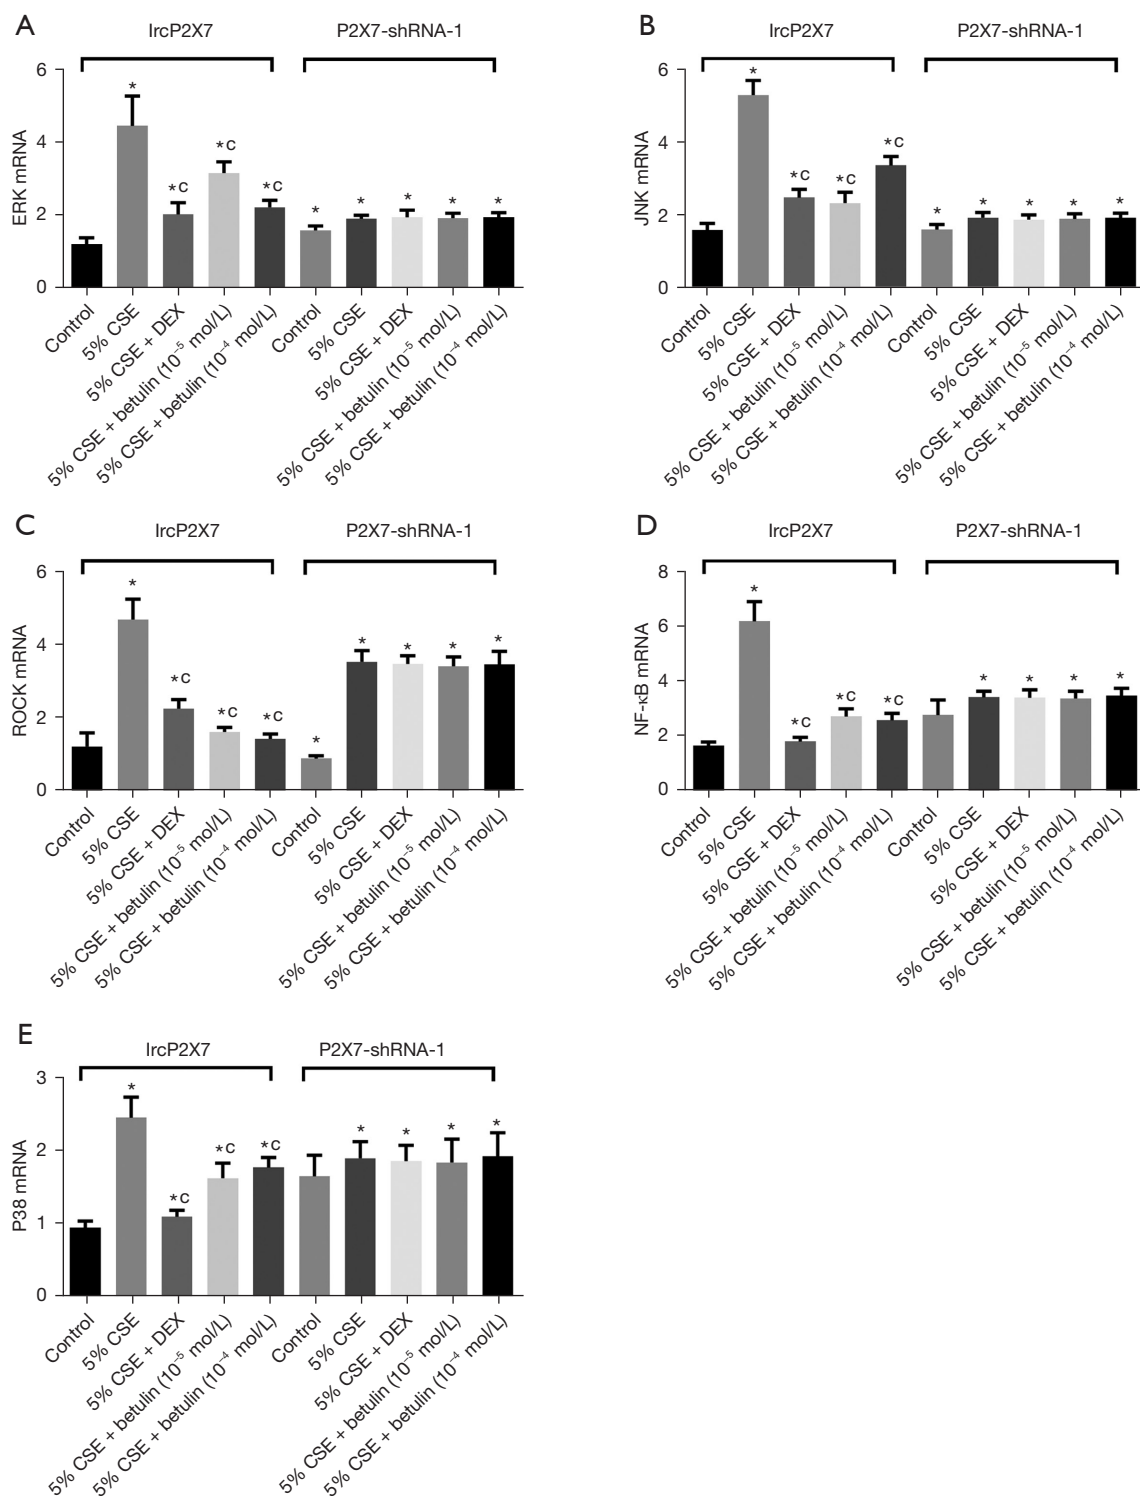 A
IrcP2X7
P2X7-shRNA-1
ERK mRNA
6
4
2
0
*
*
*C
*C
*C
*
*
*
*
*
Control
5% CSE
5% CSE + DEX
5% CSE + betulin (10⁻⁵ mol/L)
5% CSE + betulin (10⁻⁴ mol/L)
Control
5% CSE
5% CSE + DEX
5% CSE + betulin (10⁻⁵ mol/L)
5% CSE + betulin (10⁻⁴ mol/L)
B
IrcP2X7
P2X7-shRNA-1
JNK mRNA
6
4
2
0
*
*C
*C
*C
*
*
*
*
*
Control
5% CSE
5% CSE + DEX
5% CSE + betulin (10⁻⁵ mol/L)
5% CSE + betulin (10⁻⁴ mol/L)
Control
5% CSE
5% CSE + DEX
5% CSE + betulin (10⁻⁵ mol/L)
5% CSE + betulin (10⁻⁴ mol/L)
C
IrcP2X7
P2X7-shRNA-1
ROCK mRNA
6
4
2
0
*
*C
*C
*C
*
*
*
*
*
Control
5% CSE
5% CSE + DEX
5% CSE + betulin (10⁻⁵ mol/L)
5% CSE + betulin (10⁻⁴ mol/L)
Control
5% CSE
5% CSE + DEX
5% CSE + betulin (10⁻⁵ mol/L)
5% CSE + betulin (10⁻⁴ mol/L)
D
IrcP2X7
P2X7-shRNA-1
NF-κB mRNA
8
6
4
2
0
*
*C
*C
*C
*
*
*
*
Control
5% CSE
5% CSE + DEX
5% CSE + betulin (10⁻⁵ mol/L)
5% CSE + betulin (10⁻⁴ mol/L)
Control
5% CSE
5% CSE + DEX
5% CSE + betulin (10⁻⁵ mol/L)
5% CSE + betulin (10⁻⁴ mol/L)
E
IrcP2X7
P2X7-shRNA-1
P38 mRNA
3
2
1
0
*
*C
*C
*C
*
*
*
*
Control
5% CSE
5% CSE + DEX
5% CSE + betulin (10⁻⁵ mol/L)
5% CSE + betulin (10⁻⁴ mol/L)
Control
5% CSE
5% CSE + DEX
5% CSE + betulin (10⁻⁵ mol/L)
5% CSE + betulin (10⁻⁴ mol/L)